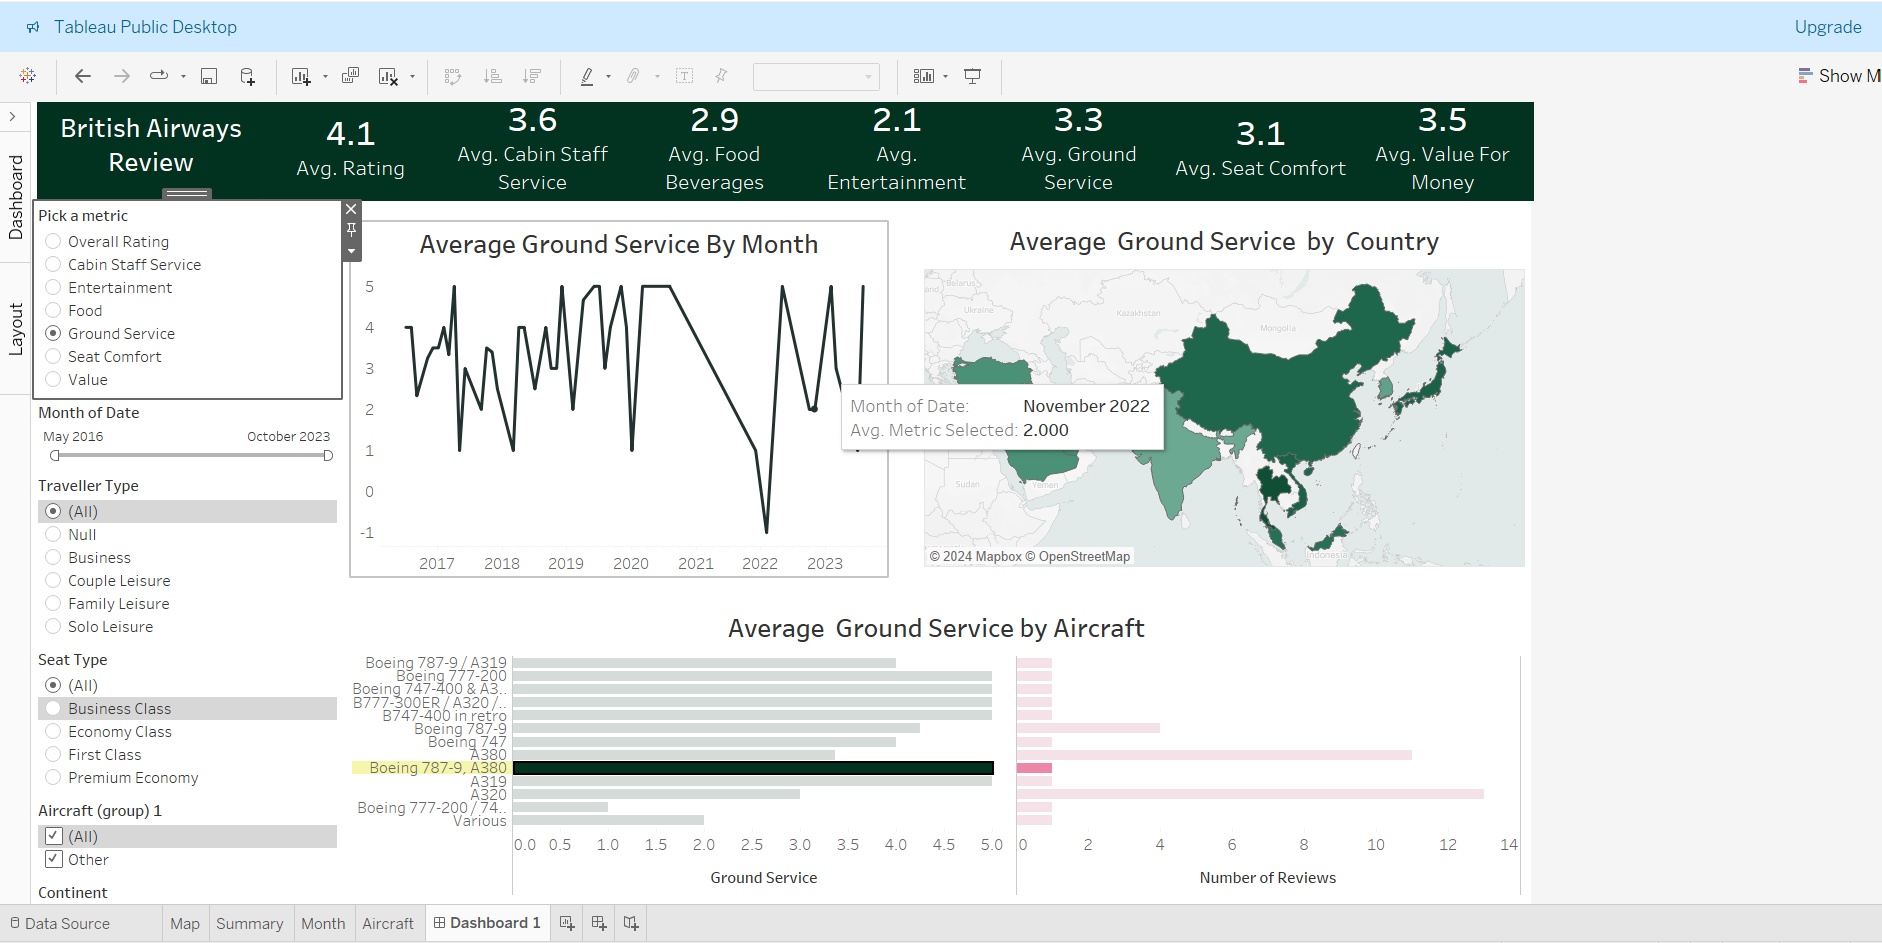 Tableau Public Desktop
Upgrade
Show M
Dashboard
Layout
British Airways
Review
4.1
Avg. Rating
3.6
Avg. Cabin Staff
Service
2.9
Avg. Food
Beverages
2.1
Avg.
Entertainment
3.3
Avg. Ground
Service
3.1
Avg. Seat Comfort
3.5
Avg. Value For
Money
Pick a metric
Overall Rating
Cabin Staff Service
Entertainment
Food
Ground Service
Seat Comfort
Value
Month of Date
May 2016
October 2023
Traveller Type
(All)
Null
Business
Couple Leisure
Family Leisure
Solo Leisure
Seat Type
(All)
Business Class
Economy Class
First Class
Premium Economy
Aircraft (group) 1
(All)
Other
Continent
Average Ground Service By Month
5
4
3
2
1
0
-1
2017
2018
2019
2020
2021
2022
2023
Month of Date: November 2022
Avg. Metric Selected: 2.000
Average Ground Service by Country
Belarus
Ukraine
Kazakhstan
Mongolia
Sudan
Yemen
Indonesia
© 2024 Mapbox © OpenStreetMap
Average Ground Service by Aircraft
Boeing 787-9 / A319
Boeing 777-200
Boeing 747-400 & A3..
B777-300ER / A320 /..
B747-400 in retro
Boeing 787-9
Boeing 747
A380
Boeing 787-9, A380
A319
A320
Boeing 777-200 / 74..
Various
0.0 0.5 1.0 1.5 2.0 2.5 3.0 3.5 4.0 4.5 5.0
Ground Service
0 2 4 6 8 10 12 14
Number of Reviews
Data Source
Map
Summary
Month
Aircraft
Dashboard 1